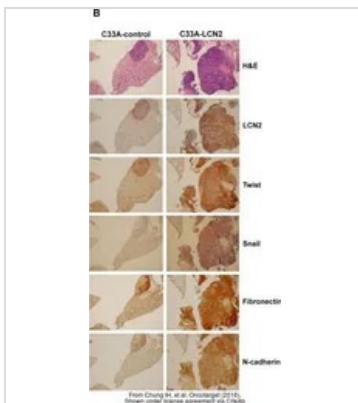 B
C33A-control C33A-LCN2
H&E
LCN2
Twist
Snail
Fibronectin
N-cadherin
From Chung IH, et al. Oncotarget (2016).
Shown under license agreement via CiteAb